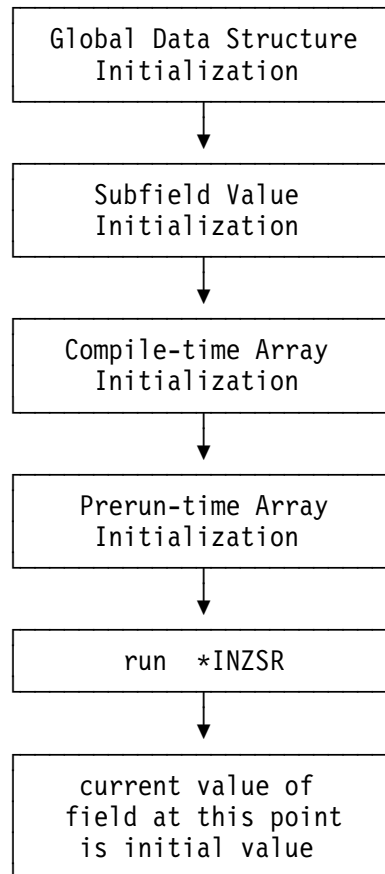 Global Data Structure
Initialization
Subfield Value
Initialization
Compile-time Array
Initialization
Prerun-time Array
Initialization
run *INZSR
current value of
field at this point
is initial value